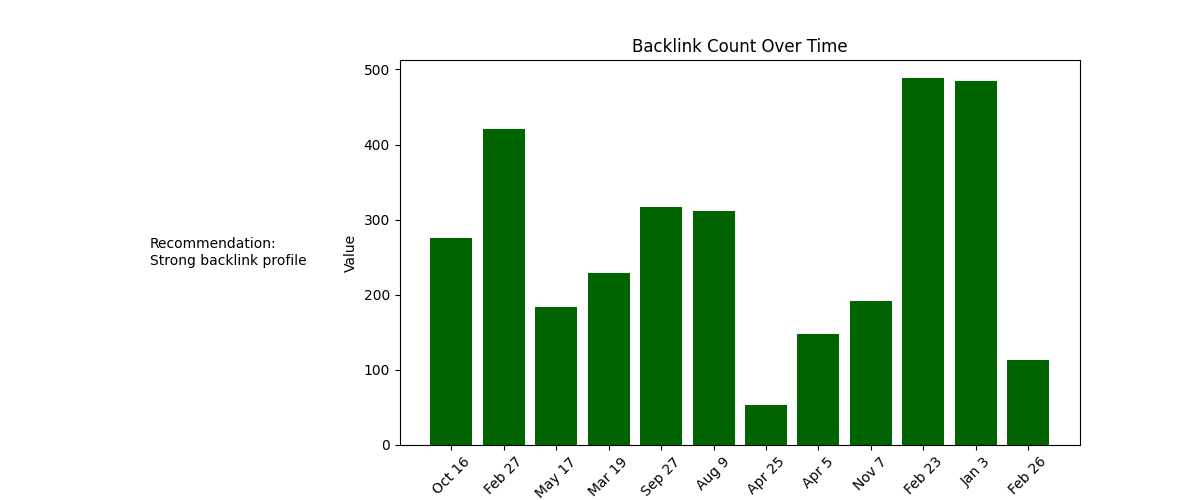 Backlink Count Over Time
Recommendation:
Strong backlink profile
Value
500
400
300
200
100
0
Oct 16
Feb 27
May 17
Mar 19
Sep 27
Aug 9
Apr 25
Apr 5
Nov 7
Feb 23
Jan 3
Feb 26